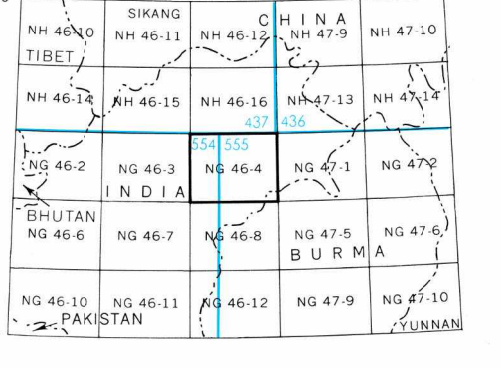 SIKANG
CHINA
NH 46-10 NH 46-11 NH 46-12 NH 47-9 NH 47-10
TIBET
NH 46-14 NH 46-15 NH 46-16 NH 47-13 NH 47-14
437 436
554 555
NG 46-2 NG 46-3 NG 46-4 NG 47-1 NG 47-2
INDIA
BHUTAN
NG 46-6 NG 46-7 NG 46-8 NG 47-5 NG 47-6
BURMA
NG 46-10 NG 46-11 NG 46-12 NG 47-9 NG 47-10
PAKISTAN
YUNNAN